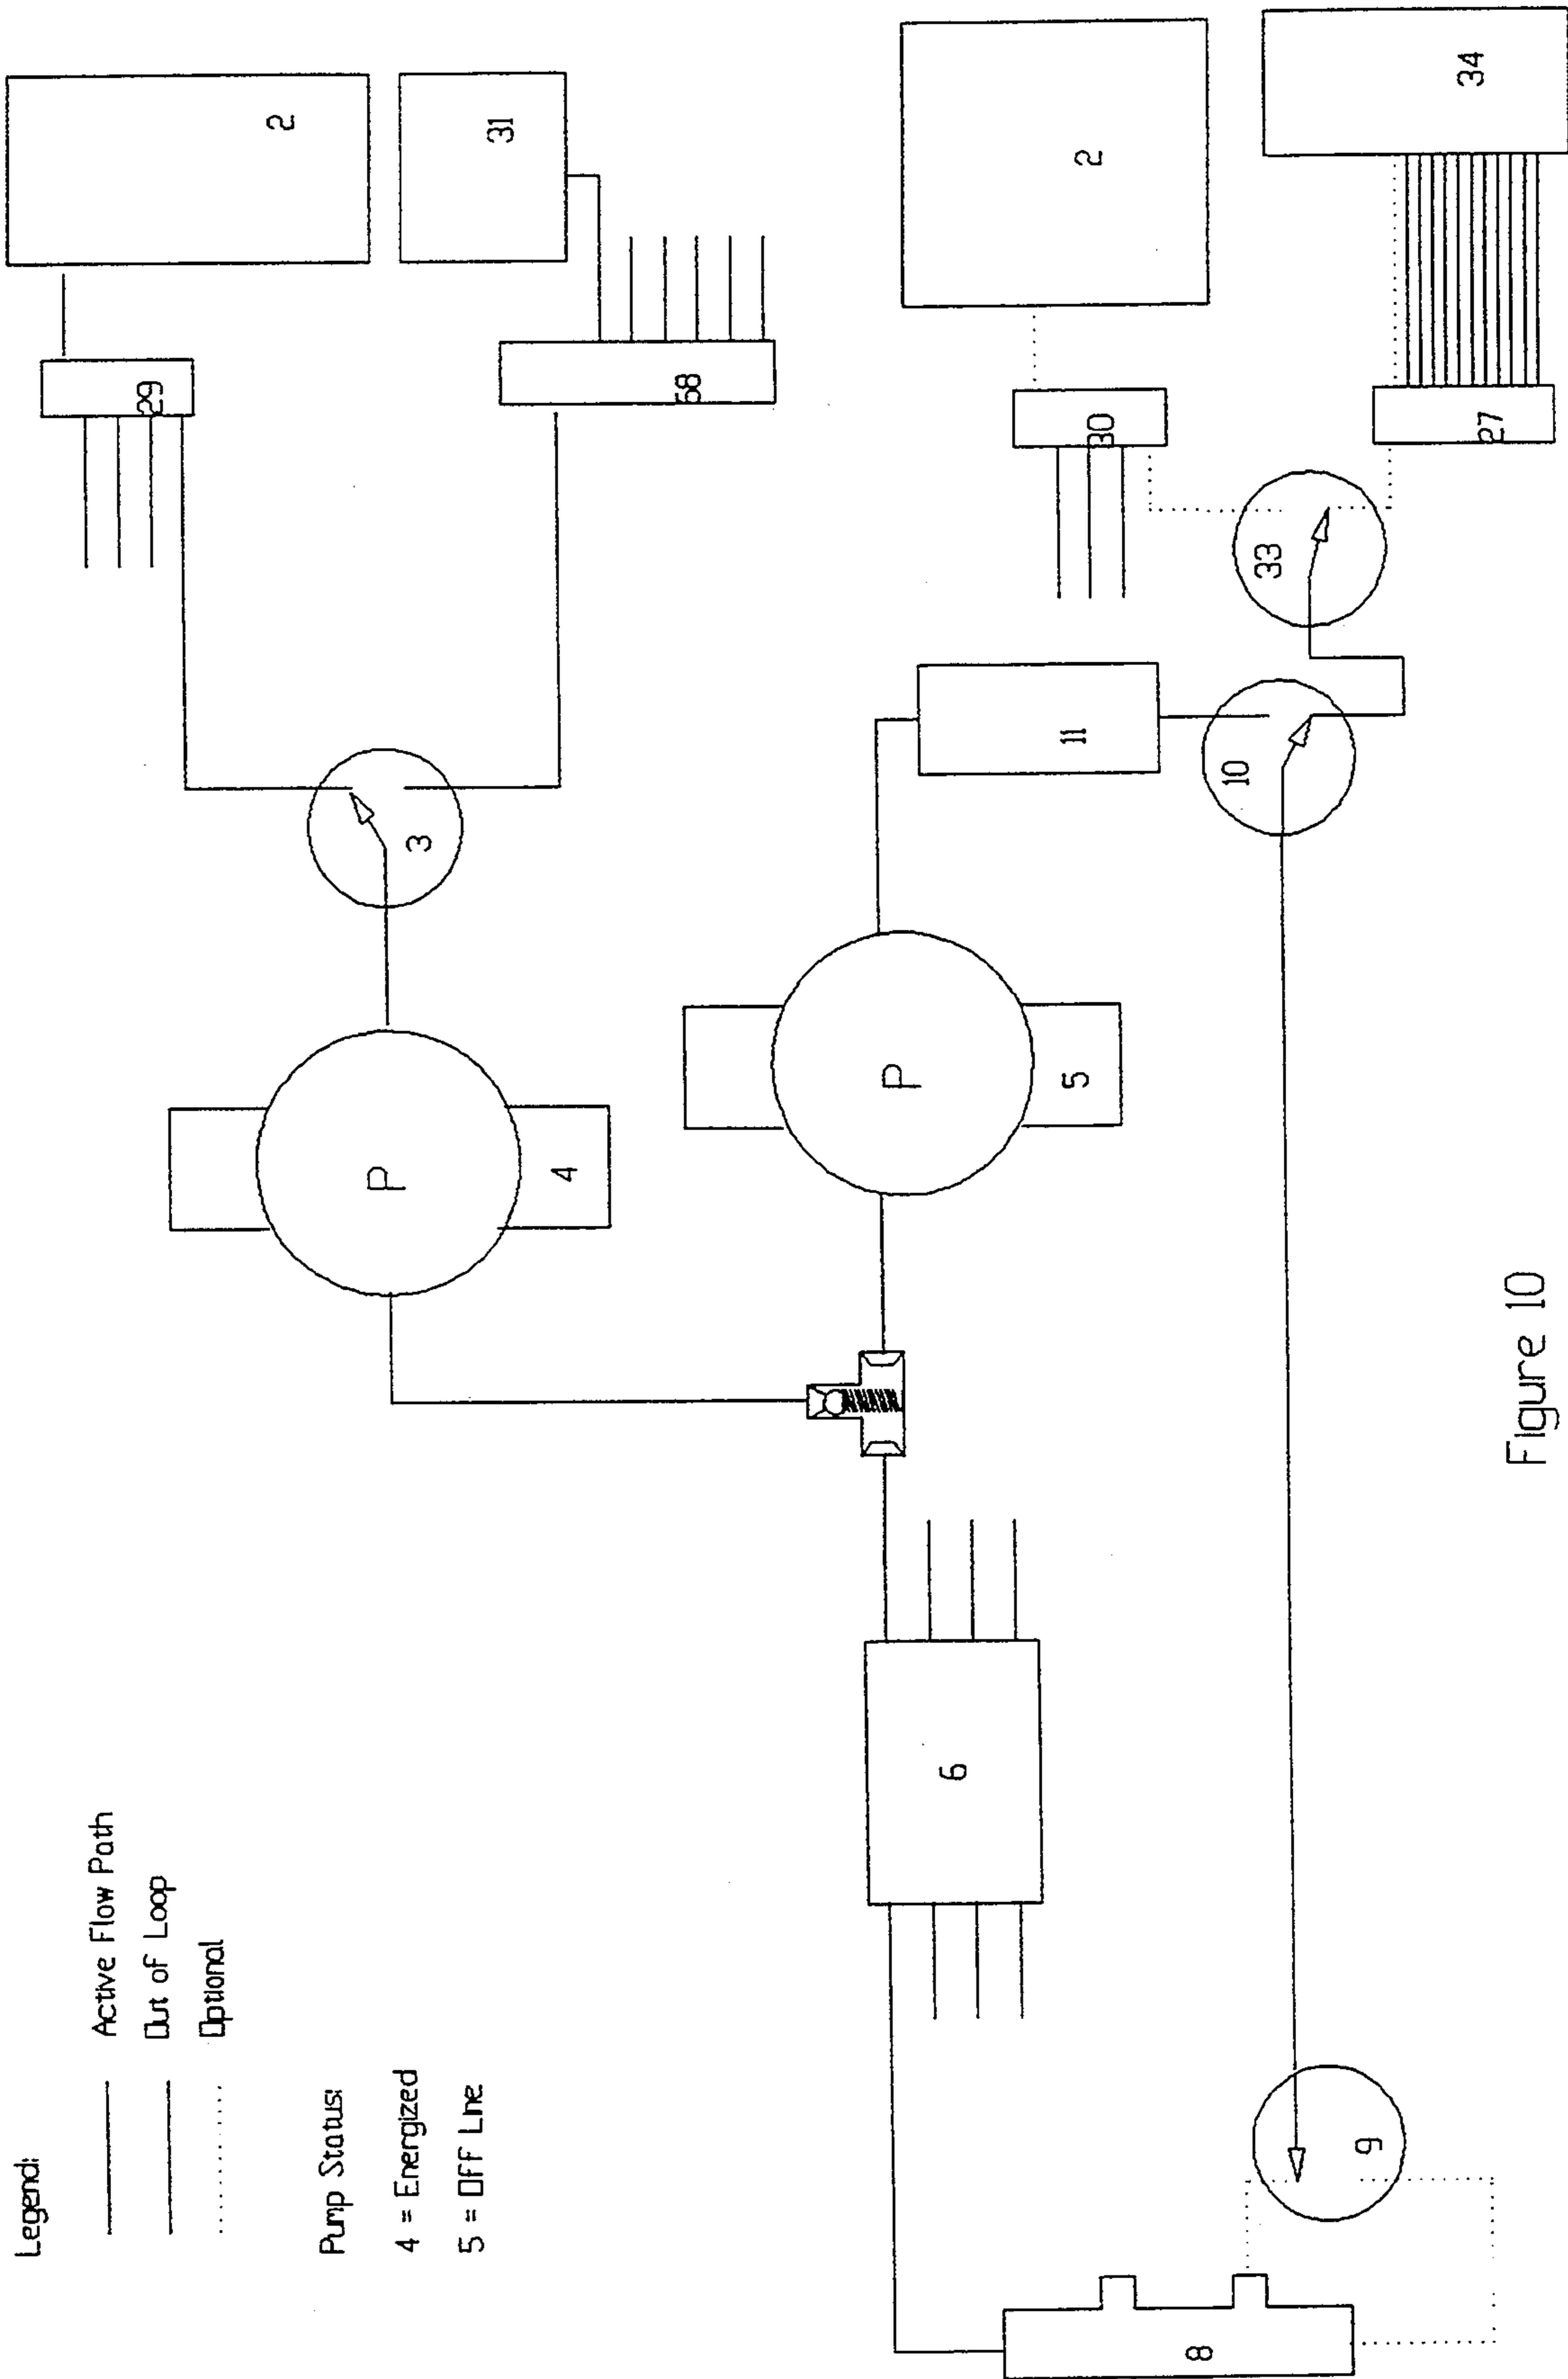 Legend:
Active Flow Path
Out of Loop
Optional
Pump Status:
4 = Energized
5 = OFF Line
29
2
P
3
31
4
68
P
6
5
11
2
30
8
10
33
9
34
27
Figure 10